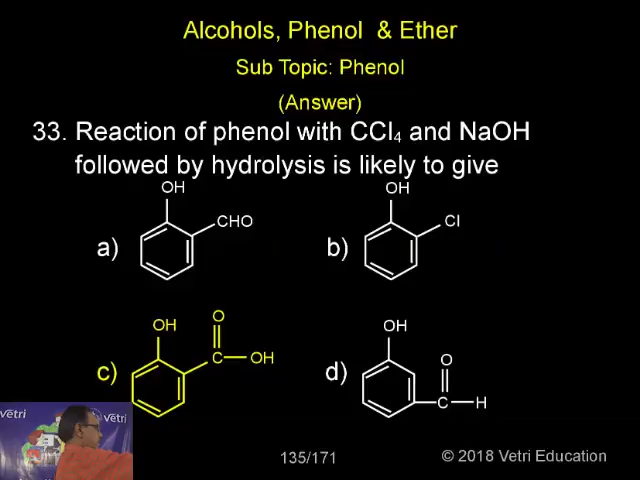 Alcohols, Phenol & Ether
Sub Topic: Phenol
(Answer)
33. Reaction of phenol with CCl₄ and NaOH
followed by hydrolysis is likely to give
a) OH CHO
b) OH Cl
c) OH O C OH
d) OH O C H
vetri
vetri
135/171
© 2018 Vetri Education